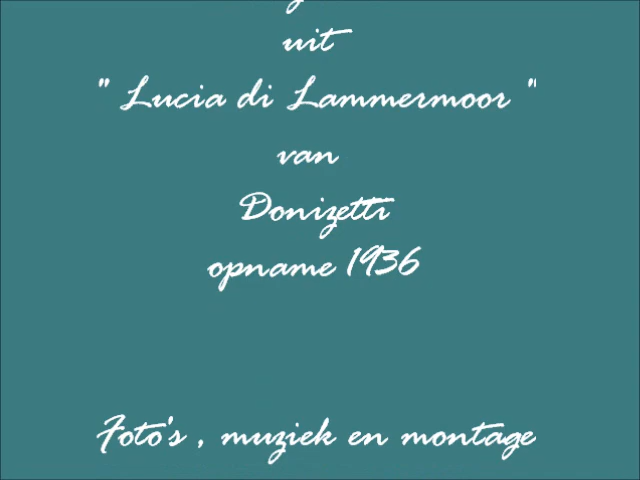 uit
" Lucia di Lammermoor "
van
Donizetti
opname 1936
Foto's , muziek en montage